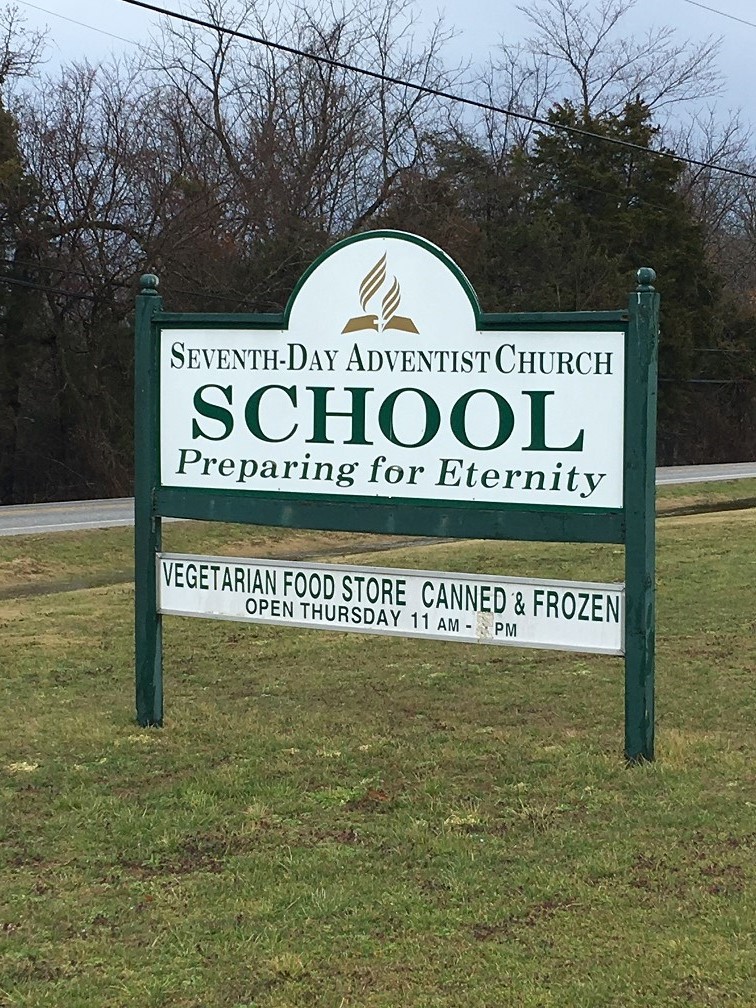 SEVENTH-DAY ADVENTIST CHURCH
SCHOOL
Preparing for Eternity
VEGETARIAN FOOD STORE CANNED & FROZEN
OPEN THURSDAY 11 AM - PM